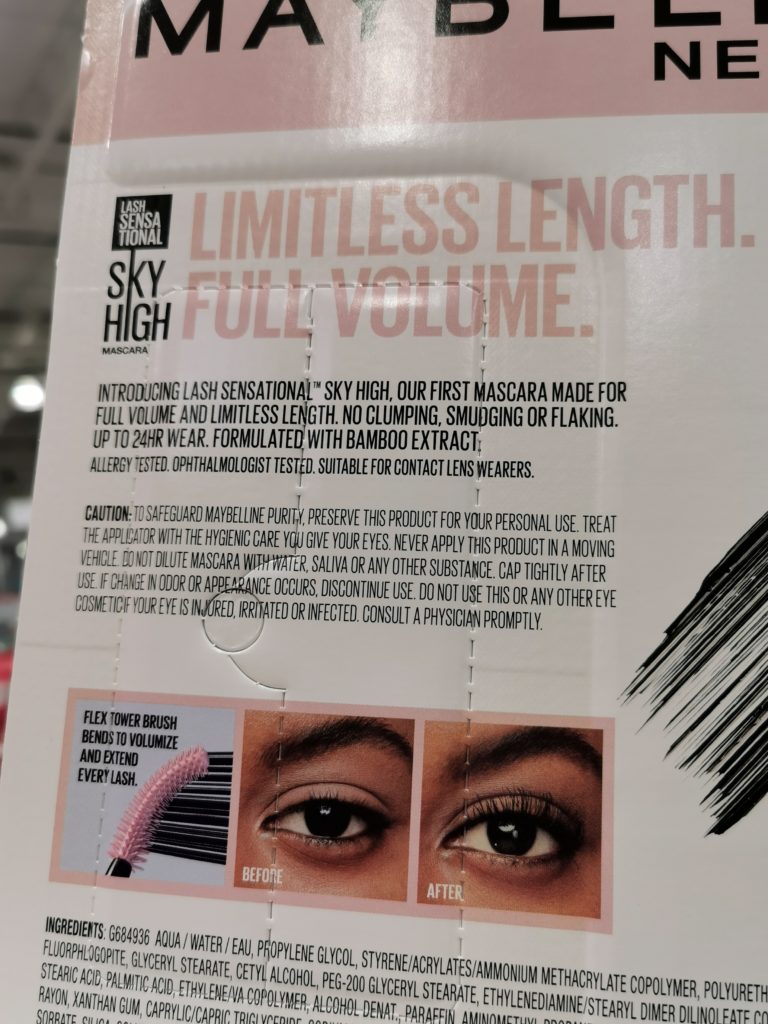 MAYBELL
NE
LASH
SENSA
TIONAL
SKY
HIGH
MASCARA
LIMITLESS LENGTH.
FULL VOLUME.
INTRODUCING LASH SENSATIONAL™ SKY HIGH, OUR FIRST MASCARA MADE FOR
FULL VOLUME AND LIMITLESS LENGTH. NO CLUMPING, SMUDGING OR FLAKING.
UP TO 24HR WEAR. FORMULATED WITH BAMBOO EXTRACT.
ALLERGY TESTED. OPHTHALMOLOGIST TESTED. SUITABLE FOR CONTACT LENS WEARERS.
CAUTION: TO SAFEGUARD MAYBELLINE PURITY, PRESERVE THIS PRODUCT FOR YOUR PERSONAL USE. TREAT
THE APPLICATOR WITH THE HYGIENIC CARE YOU GIVE YOUR EYES. NEVER APPLY THIS PRODUCT IN A MOVING
VEHICLE. DO NOT DILUTE MASCARA WITH WATER, SALIVA OR ANY OTHER SUBSTANCE. CAP TIGHTLY AFTER
USE. IF CHANGE IN ODOR OR APPEARANCE OCCURS, DISCONTINUE USE. DO NOT USE THIS OR ANY OTHER EYE
COSMETIC IF YOUR EYE IS INJURED, IRRITATED OR INFECTED. CONSULT A PHYSICIAN PROMPTLY.
FLEX TOWER BRUSH
BENDS TO VOLUMIZE
AND EXTEND
EVERY LASH.
BEFORE
AFTER
INGREDIENTS: G684936 AQUA / WATER / EAU, PROPYLENE GLYCOL, STYRENE/ACRYLATES/AMMONIUM METHACRYLATE COPOLYMER, POLYURETH
FLUORPHLOGOPITE, GLYCERYL STEARATE, CETYL ALCOHOL, PEG-200 GLYCERYL STEARATE, ETHYLENEDIAMINE/STEARYL DIMER DILINOLEATE CO
STEARIC ACID, PALMITIC ACID, ETHYLENE/VA COPOLYMER, ALCOHOL DENAT., PARAFFIN, AMINOMETHYL
RAYON, XANTHAN GUM, CAPRYLIC/CAPRIC TRIGLYCERIDE,
SORBATE, SILICA,